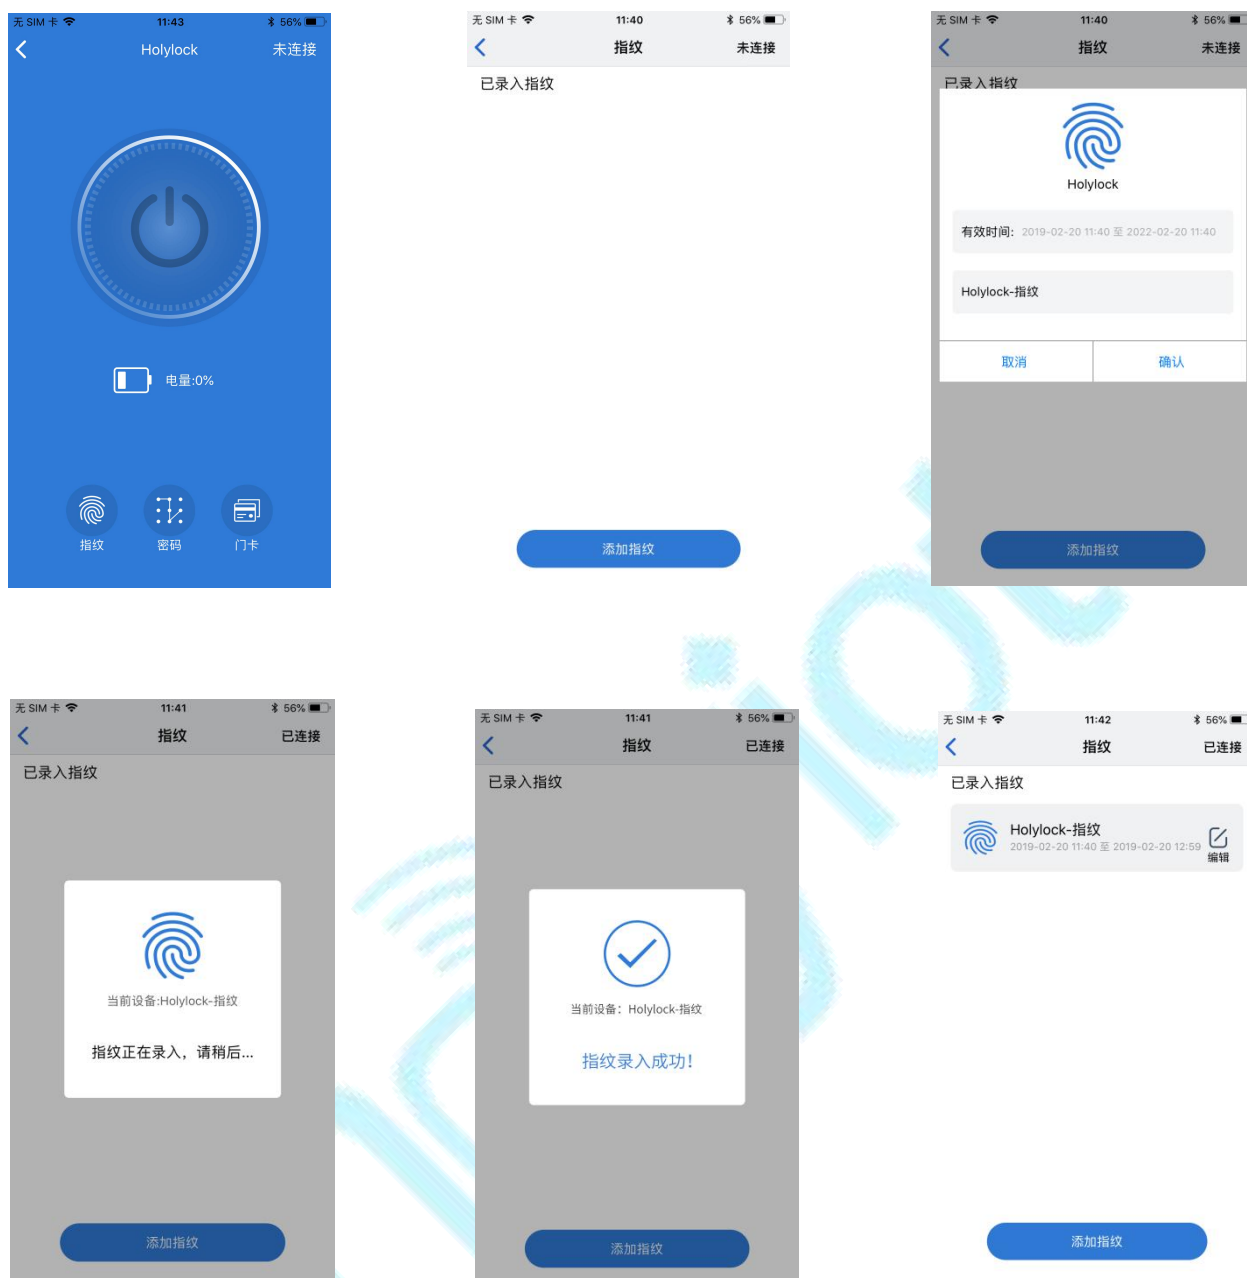 无 SIM 卡 11:43 56%
Holylock 未连接
电量:0%
指纹 密码 门卡
无 SIM 卡 11:40 56%
指纹 未连接
已录入指纹
添加指纹
无 SIM 卡 11:40 56%
指纹 未连接
已录入指纹
Holylock
有效时间: 2019-02-20 11:40 至 2022-02-20 11:40
Holylock-指纹
取消 确认
添加指纹
无 SIM 卡 11:41 56%
指纹 已连接
已录入指纹
当前设备:Holylock-指纹
指纹正在录入，请稍后...
添加指纹
无 SIM 卡 11:41 56%
指纹 已连接
已录入指纹
当前设备：Holylock-指纹
指纹录入成功！
添加指纹
无 SIM 卡 11:42 56%
指纹 已连接
已录入指纹
Holylock-指纹
2019-02-20 11:40 至 2019-02-20 12:59
编辑
添加指纹